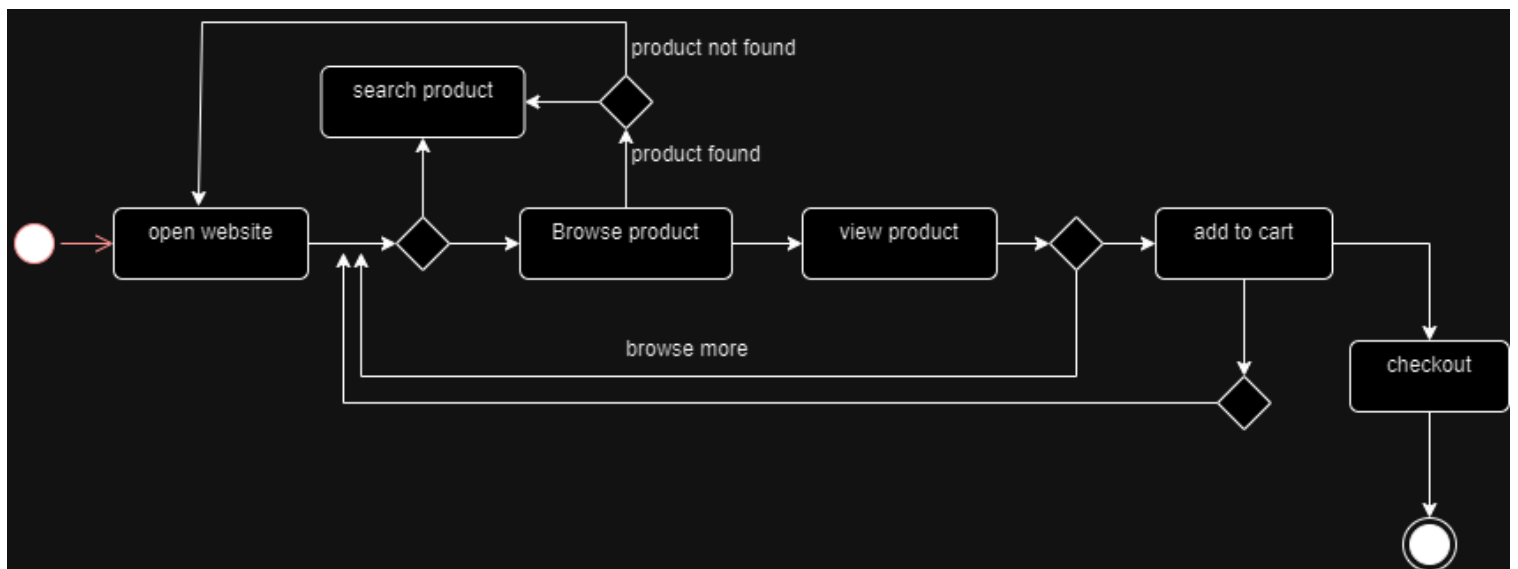 product not found
search product
product found
open website
Browse product
view product
add to cart
browse more
checkout